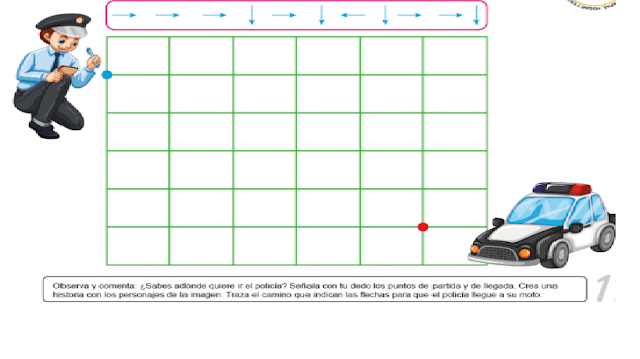 Observa y comenta: ¿Sabes adónde quiere ir el policía? Señala con tu dedo los puntos de partida y de llegada. Crea una
historia con los personajes de la imagen. Traza el camino que indican las flechas para que el policía llegue a su moto.